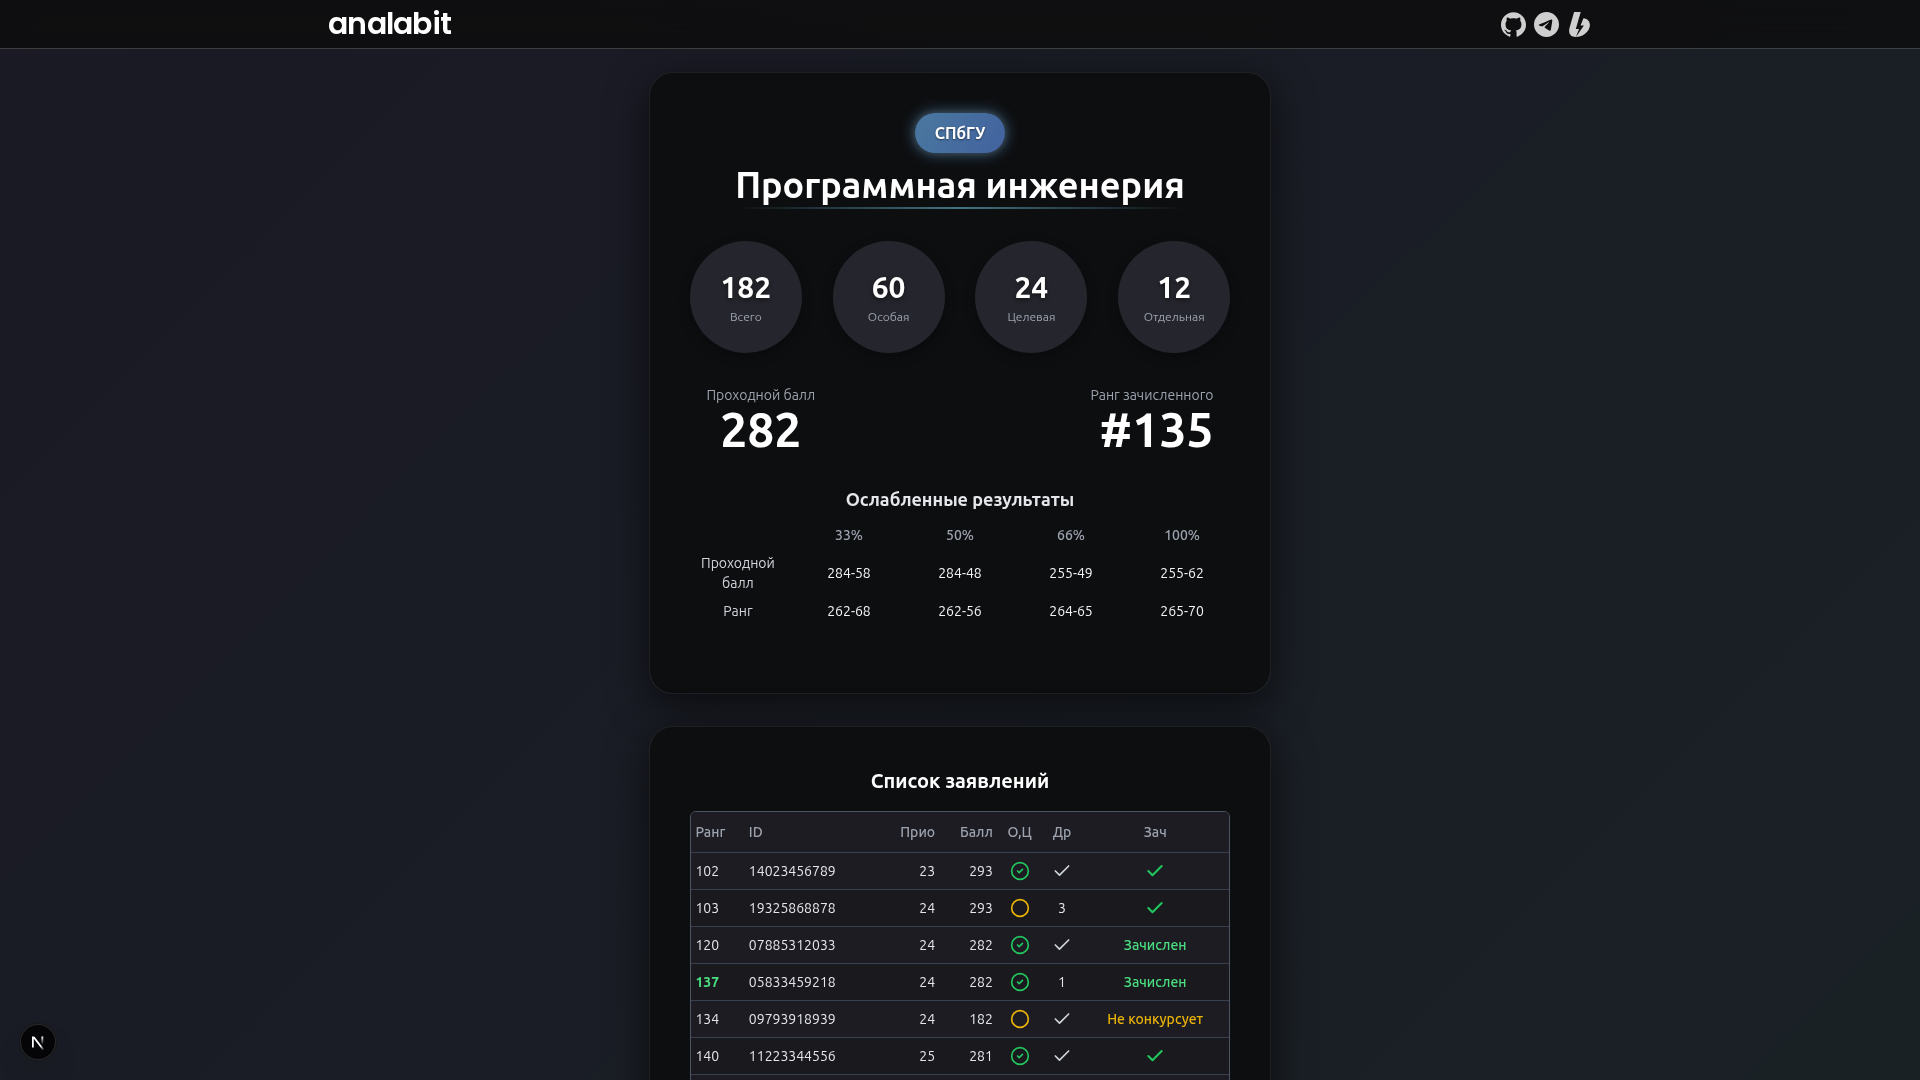 analabit
СПбГУ
Программная инженерия
182 60 24 12
Всего Особая Целевая Отдельная
Проходной балл Ранг зачисленного
282 #135
Ослабленные результаты
33% 50% 66% 100%
Проходной балл 284-58 284-48 255-49 255-62
Ранг 262-68 262-56 264-65 265-70
Список заявлений
Ранг ID Прио Балл О,Ц Др Зач
102 14023456789 23 293
103 19325868878 24 293 3
120 07885312033 24 282 Зачислен
137 05833459218 24 282 1 Зачислен
134 09793918939 24 182 Не конкурсует
140 11223344556 25 281
N